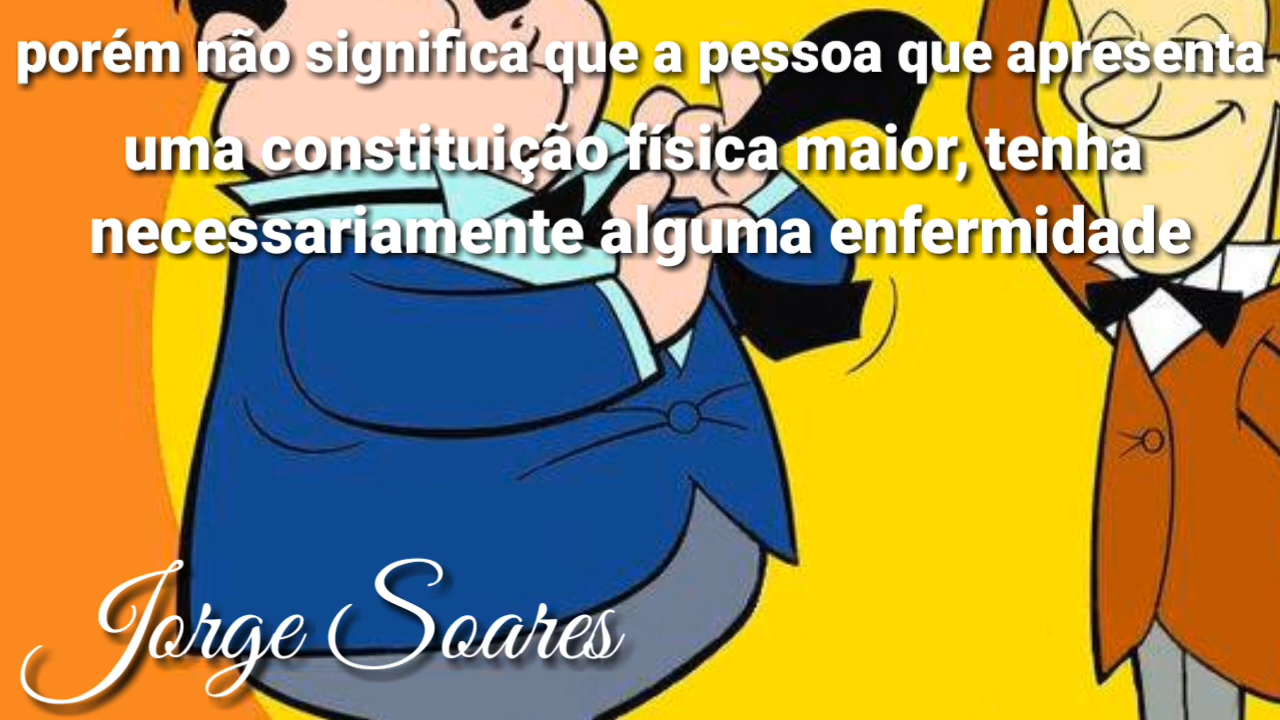 porém não significa que a pessoa que apresenta
uma constituição física maior, tenha
necessariamente alguma enfermidade
Jorge Soares